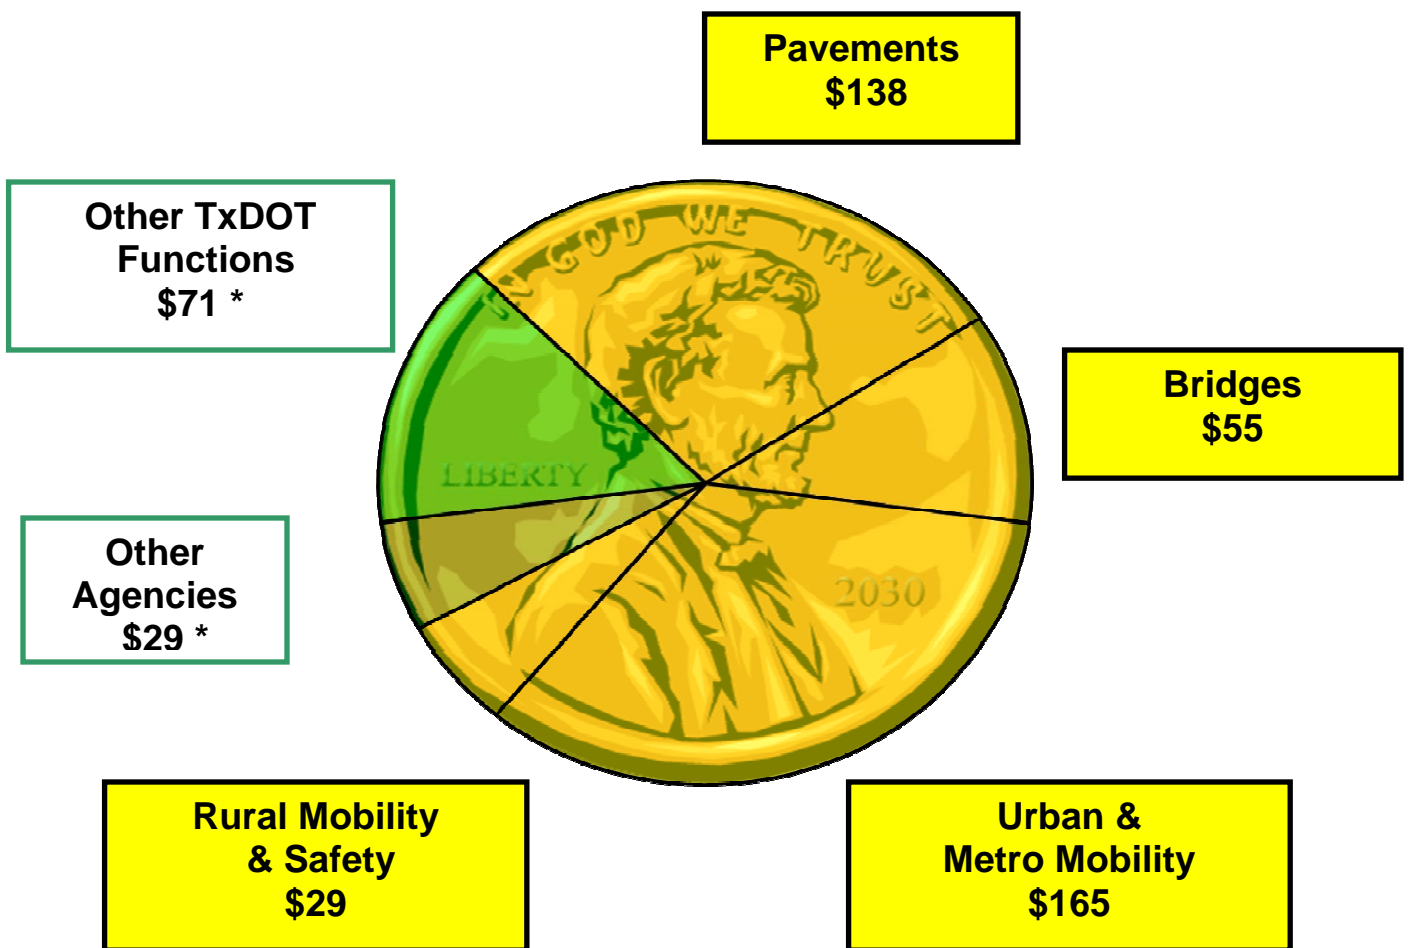 Pavements
$138
Other TxDOT
Functions
$71 *
IN GOD WE TRUST
Bridges
$55
LIBERTY
Other
Agencies
$29 *
2030
Rural Mobility
& Safety
$29
Urban &
Metro Mobility
$165